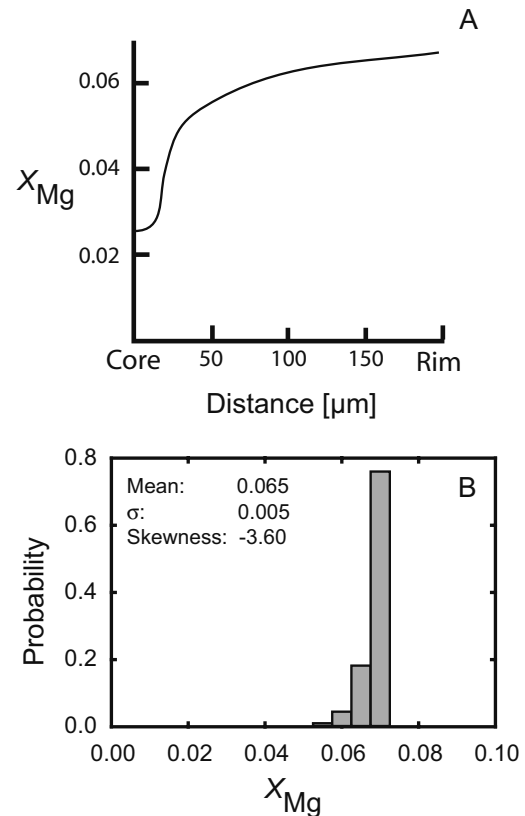 A
0.06
0.04
X_Mg
0.02
Core 50 100 150 Rim
Distance [µm]
0.8
B
Mean: 0.065
σ: 0.005
Skewness: -3.60
0.6
0.4
0.2
0.0
Probability
0.00 0.02 0.04 0.06 0.08 0.10
X_Mg